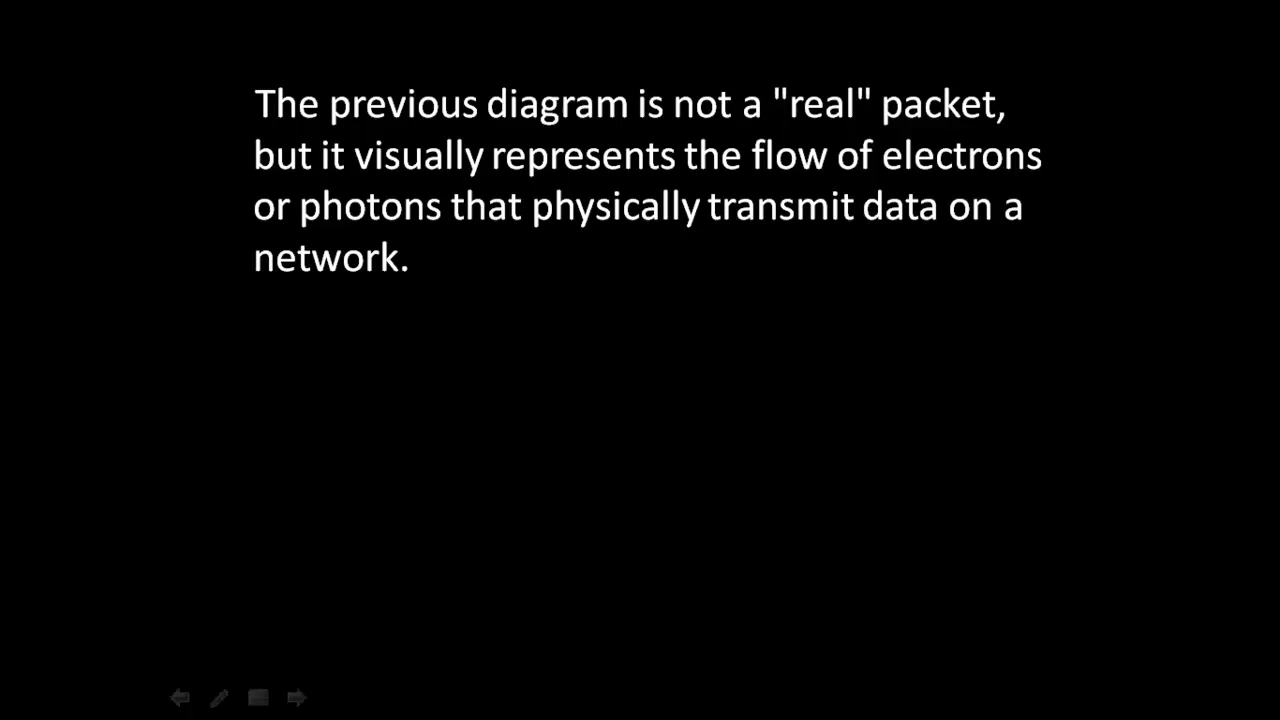 The previous diagram is not a "real" packet,
but it visually represents the flow of electrons
or photons that physically transmit data on a
network.